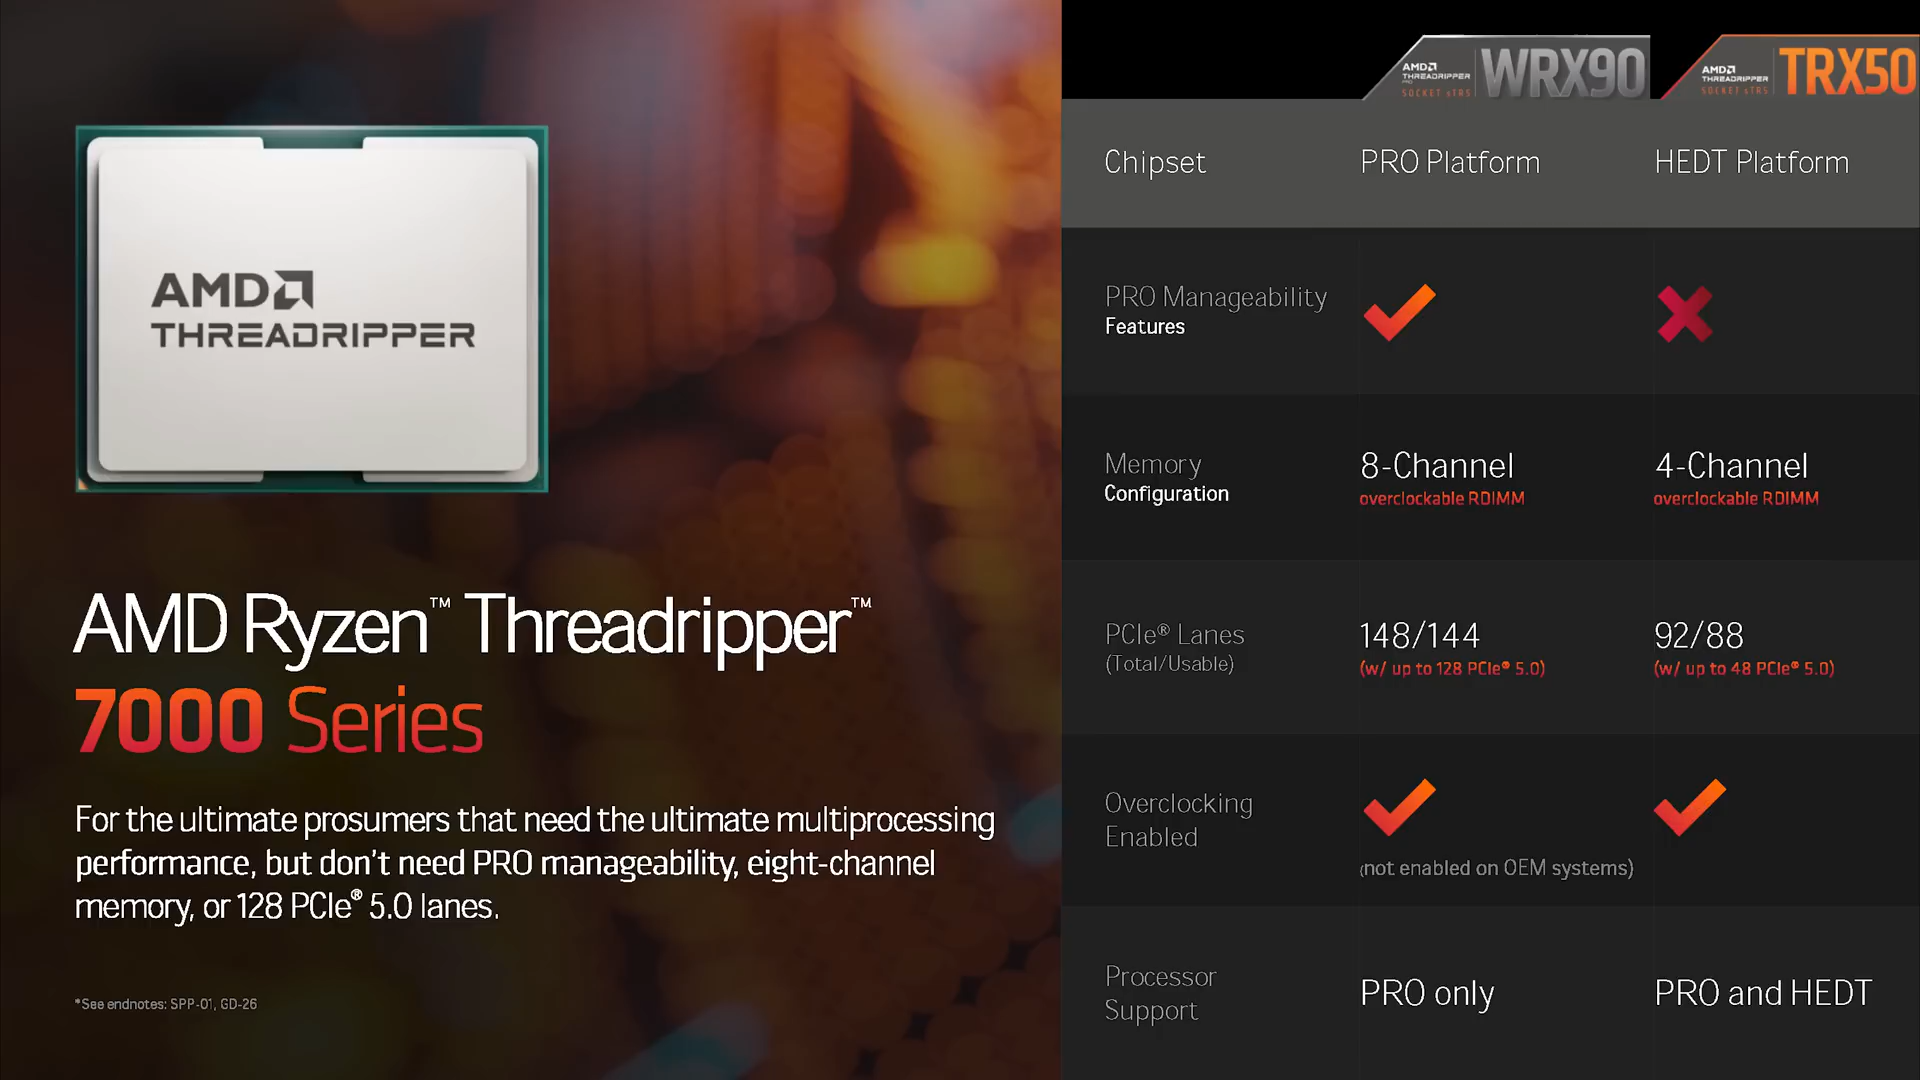 AMD
THREADRIPPER
AMD Ryzen™ Threadripper™
7000 Series
For the ultimate prosumers that need the ultimate multiprocessing
performance, but don't need PRO manageability, eight-channel
memory, or 128 PCIe® 5.0 lanes.
*See endnotes: SPP-01, GD-26
AMD
THREADRIPPER
PRO
SOCKET sTR5
WRX90
AMD
THREADRIPPER
SOCKET sTR5
TRX50
Chipset PRO Platform HEDT Platform
PRO Manageability
Features
Memory 8-Channel 4-Channel
Configuration overclockable RDIMM overclockable RDIMM
PCIe® Lanes 148/144 92/88
(Total/Usable) (w/ up to 128 PCIe® 5.0) (w/ up to 48 PCIe® 5.0)
Overclocking
Enabled
(not enabled on OEM systems)
Processor
Support
PRO only PRO and HEDT